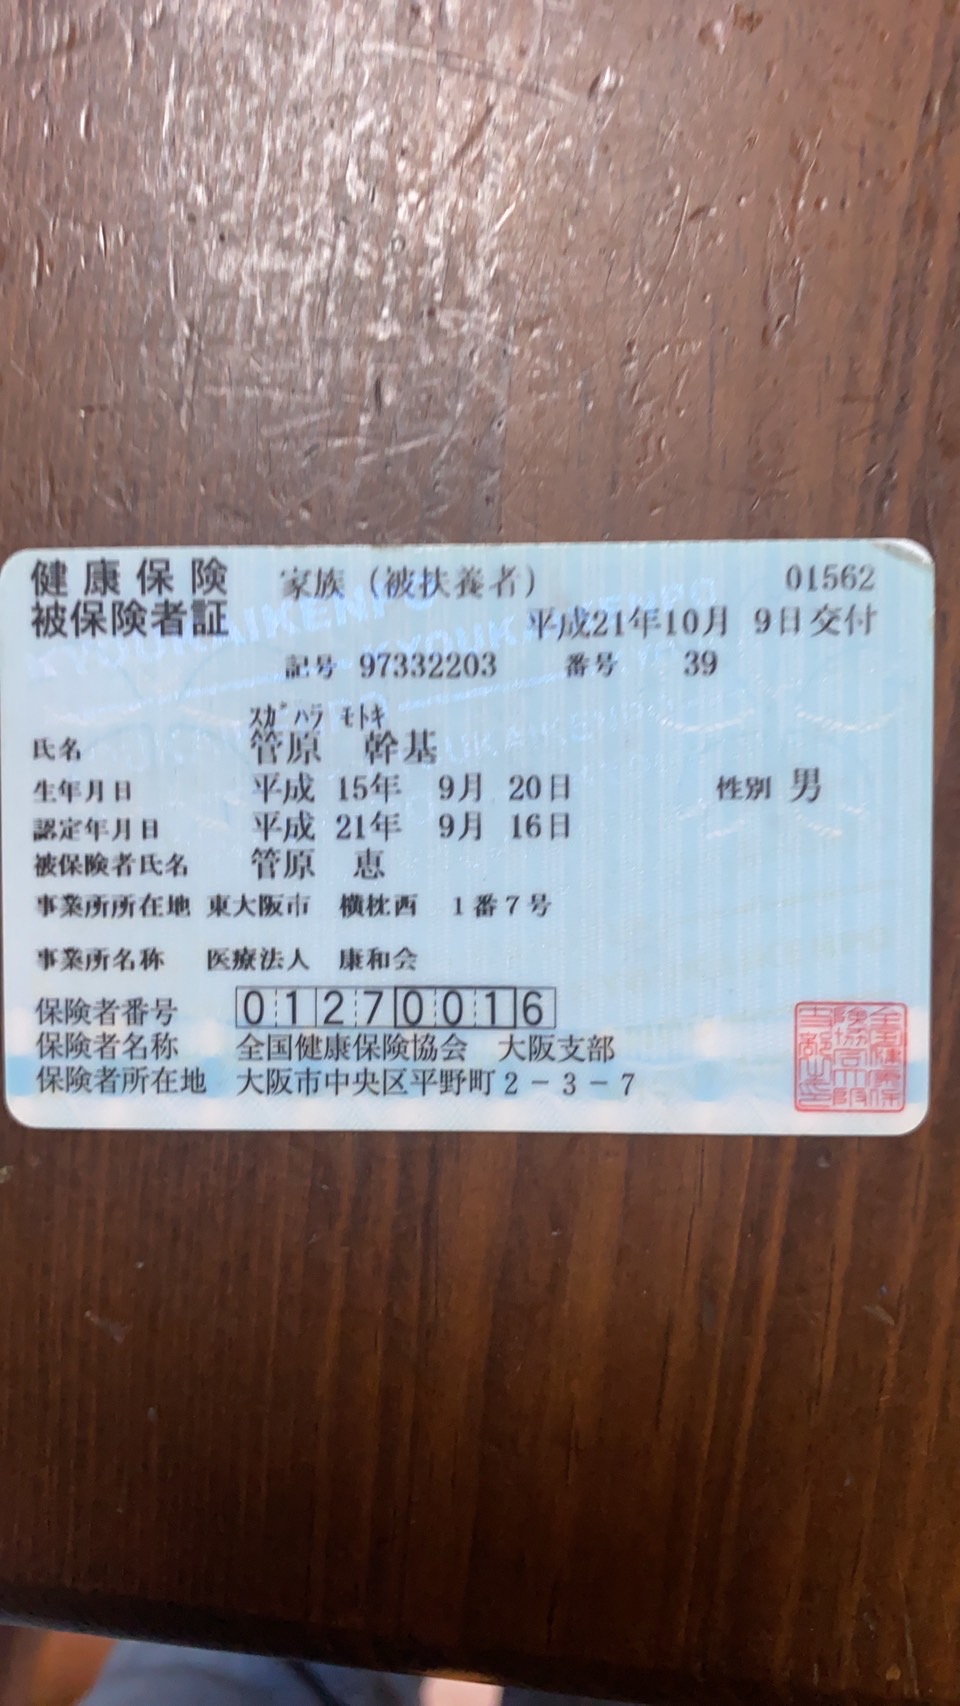 健康保険 家族(被扶養者) 01562
被保険者証 平成21年10月 9日交付
記号 97332203 番号 39
スガハラ モトキ
氏名 管原 幹基
生年月日 平成 15年 9月 20日 性別 男
認定年月日 平成 21年 9月 16日
被保険者氏名 管原 恵
事業所所在地 東大阪市 横枕西 1番7号
事業所名称 医療法人 康和会
保険者番号 01270016
保険者名称 全国健康保険協会 大阪支部
保険者所在地 大阪市中央区平野町2-3-7